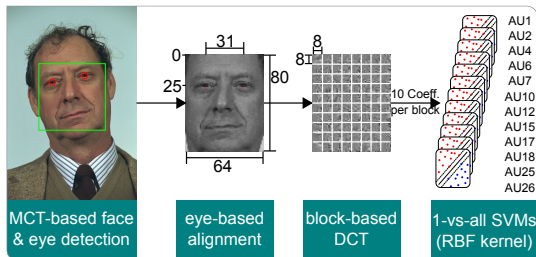 0
31
25
80
64
8
8
10 Coeff.
per block
AU1
AU2
AU4
AU6
AU7
AU10
AU12
AU15
AU17
AU18
AU25
AU26
MCT-based face
& eye detection
eye-based
alignment
block-based
DCT
1-vs-all SVMs
(RBF kernel)